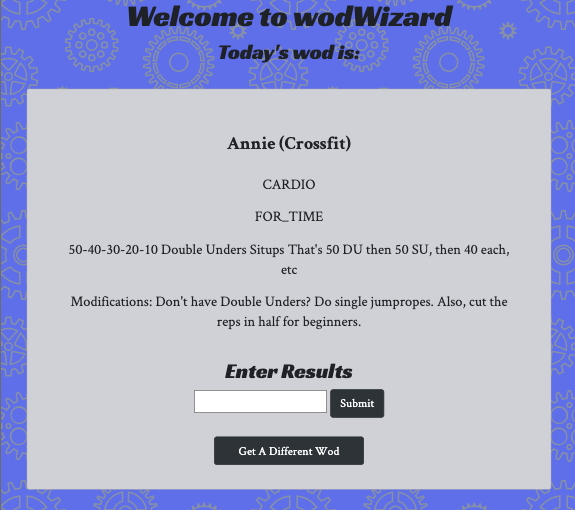 Welcome to wodWizard
Today's wod is:
Annie (Crossfit)
CARDIO
FOR_TIME
50-40-30-20-10 Double Unders Situps That's 50 DU then 50 SU, then 40 each,
etc
Modifications: Don't have Double Unders? Do single jumpropes. Also, cut the
reps in half for beginners.
Enter Results
Submit
Get A Different Wod